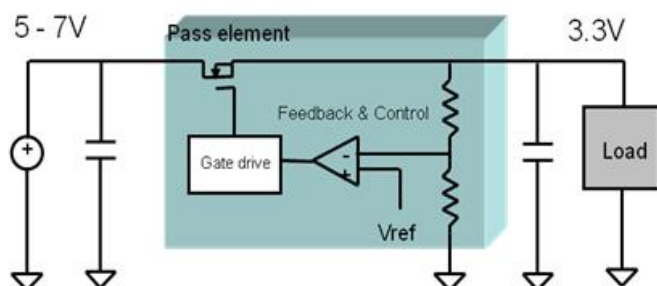 5 - 7V
Pass element
3.3V
Feedback & Control
Gate drive
-
+
+
Vref
Load